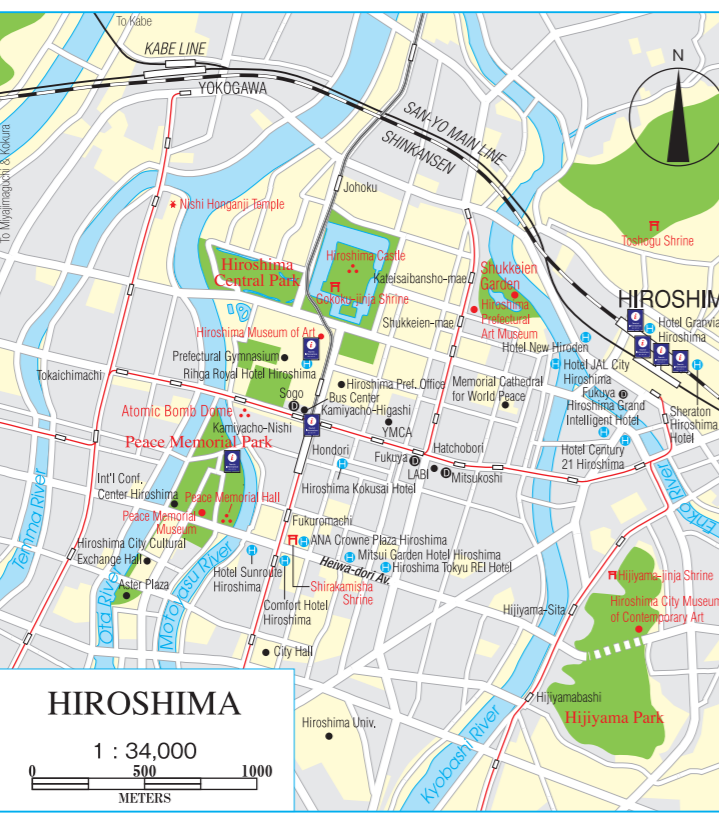 To Kabe
KABE LINE
YOKOGAWA
SAN-YO MAIN LINE
SHINKANSEN
N
To Miyajimaguchi & Kokura
Johoku
Nishi Honganji Temple
Toshogu Shrine
Hiroshima
Central Park
Hiroshima Castle
Kateisaibansho-mae
Gokoku-jinja Shrine
Shukkeien
Garden
Shukkeien-mae
Hiroshima
Prefectural
Art Museum
HIROSHIM
Hotel Granvia
Hiroshima
Hiroshima Museum of Art
Hotel New Hiroden
Prefectural Gymnasium
Rihga Royal Hotel Hiroshima
Hotel JAL City
Hiroshima
Tokaichimachi
Hiroshima Pref. Office
Memorial Cathedral
for World Peace
Fukuya
Hiroshima Grand
Intelligent Hotel
Sheraton
Hiroshima
Hotel
Sogo
Bus Center
Kamiyacho-Higashi
Atomic Bomb Dome
Kamiyacho-Nishi
YMCA
Peace Memorial Park
Hondori
Hatchobori
Fukuya
LABI
Mitsukoshi
Hotel Century
21 Hiroshima
Hiroshima Kokusai Hotel
Int'l Conf.
Center Hiroshima
Peace Memorial Hall
Peace Memorial
Museum
Fukuromachi
Temma River
Enko River
ANA Crowne Plaza Hiroshima
Hiroshima City Cultural
Exchange Hall
Mitsui Garden Hotel Hiroshima
Hotel Sunroute
Hiroshima
Heiwa-dori Av.
Hiroshima Tokyu REI Hotel
Aster Plaza
Shirakamisha
Shrine
Comfort Hotel
Hiroshima
Ota River
Motoyasu River
Hijiyama-jinja Shrine
Hijiyama-Sita
Hiroshima City Museum
of Contemporary Art
City Hall
Hiroshima Univ.
Hijiyamabashi
Hijiyama Park
Kyobashi River
HIROSHIMA
1 : 34,000
0 500 1000
METERS